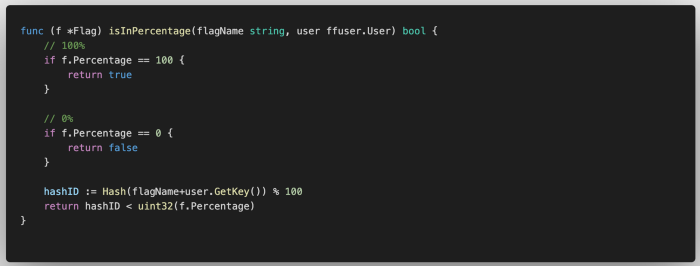 func (f *Flag) isInPercentage(flagName string, user ffuser.User) bool {
    // 100%
    if f.Percentage == 100 {
        return true
    }

    // 0%
    if f.Percentage == 0 {
        return false
    }

    hashID := Hash(flagName+user.GetKey()) % 100
    return hashID < uint32(f.Percentage)
}